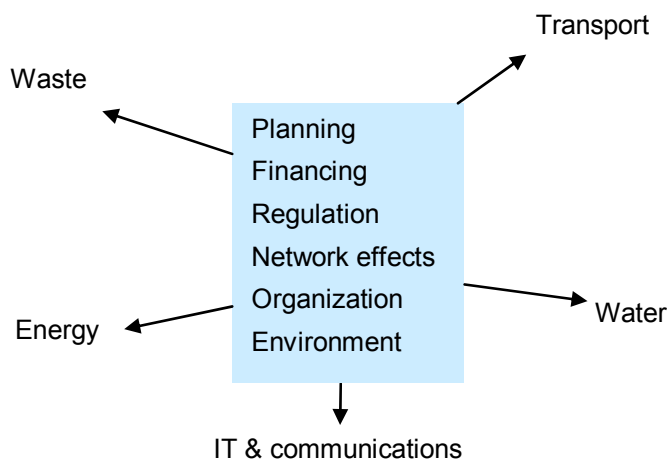 Transport
Waste
Planning
Financing
Regulation
Network effects
Organization
Environment
Water
Energy
IT & communications